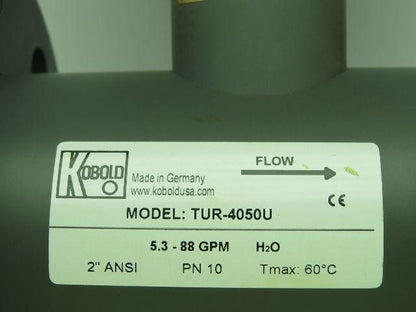 KOBOLD
Made in Germany
www.koboldusa.com
FLOW
CE
MODEL: TUR-4050U
5.3 - 88 GPM H₂O
2" ANSI PN 10 Tmax: 60°C